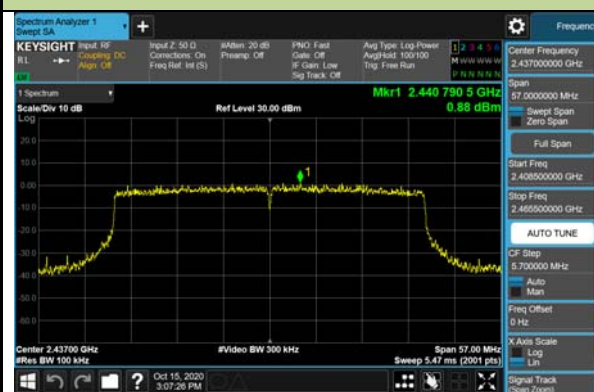 Spectrum Analyzer 1
Swept SA
+
Frequency
KEYSIGHT
Input: RF
Input Z: 50 Ω
#Atten: 20 dB
PNO: Fast
Avg Type: Log-Power
1 2 3 4 5 6
RL
Coupling: DC
Corrections: On
Preamp: Off
Gate: Off
Avg|Hold: 100/100
M W W W W W
Align: Off
Freq Ref: Int (S)
IF Gain: Low
Trig: Free Run
Sig Track: Off
P N N N N N
1 Spectrum
Mkr1 2.440 790 5 GHz
Scale/Div 10 dB
Ref Level 30.00 dBm
0.88 dBm
Log
20.0
10.0
0.00
-10.0
-20.0
-30.0
-40.0
-50.0
-60.0
1
Center 2.43700 GHz
#Video BW 300 kHz
Span 57.00 MHz
#Res BW 100 kHz
Sweep 5.47 ms (2001 pts)
Oct 15, 2020
3:07:26 PM
?
Center Frequency
2.437000000 GHz
Span
57.0000000 MHz
Swept Span
Zero Span
Full Span
Start Freq
2.408500000 GHz
Stop Freq
2.465500000 GHz
AUTO TUNE
CF Step
5.700000 MHz
Auto
Man
Freq Offset
0 Hz
X Axis Scale
Log
Lin
Signal Track
(Span Zoom)